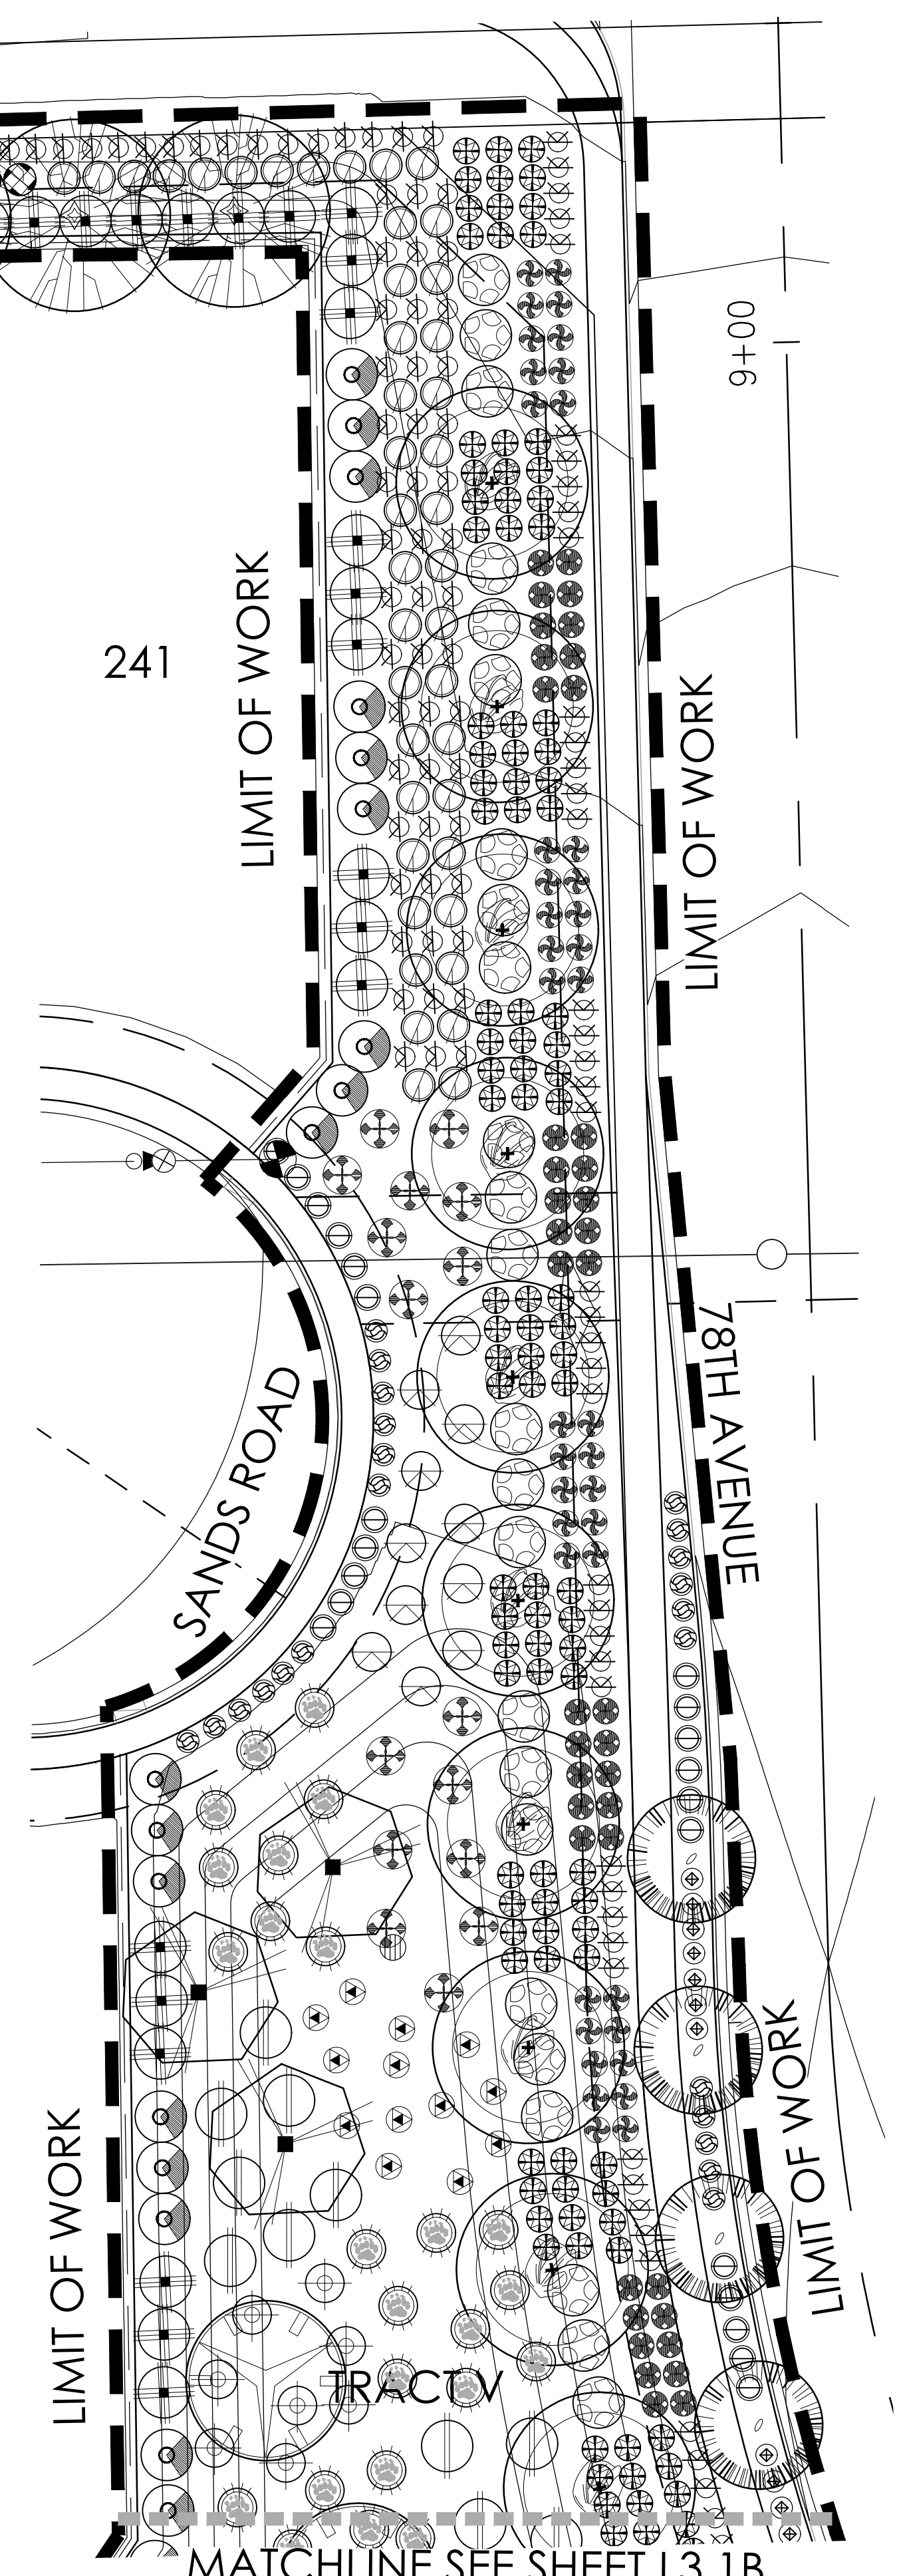 9+00
LIMIT OF WORK
241
LIMIT OF WORK
78TH AVENUE
SANDS ROAD
LIMIT OF WORK
LIMIT OF WORK
TRACT V
MATCHLINE SEE SHEET L3.1B